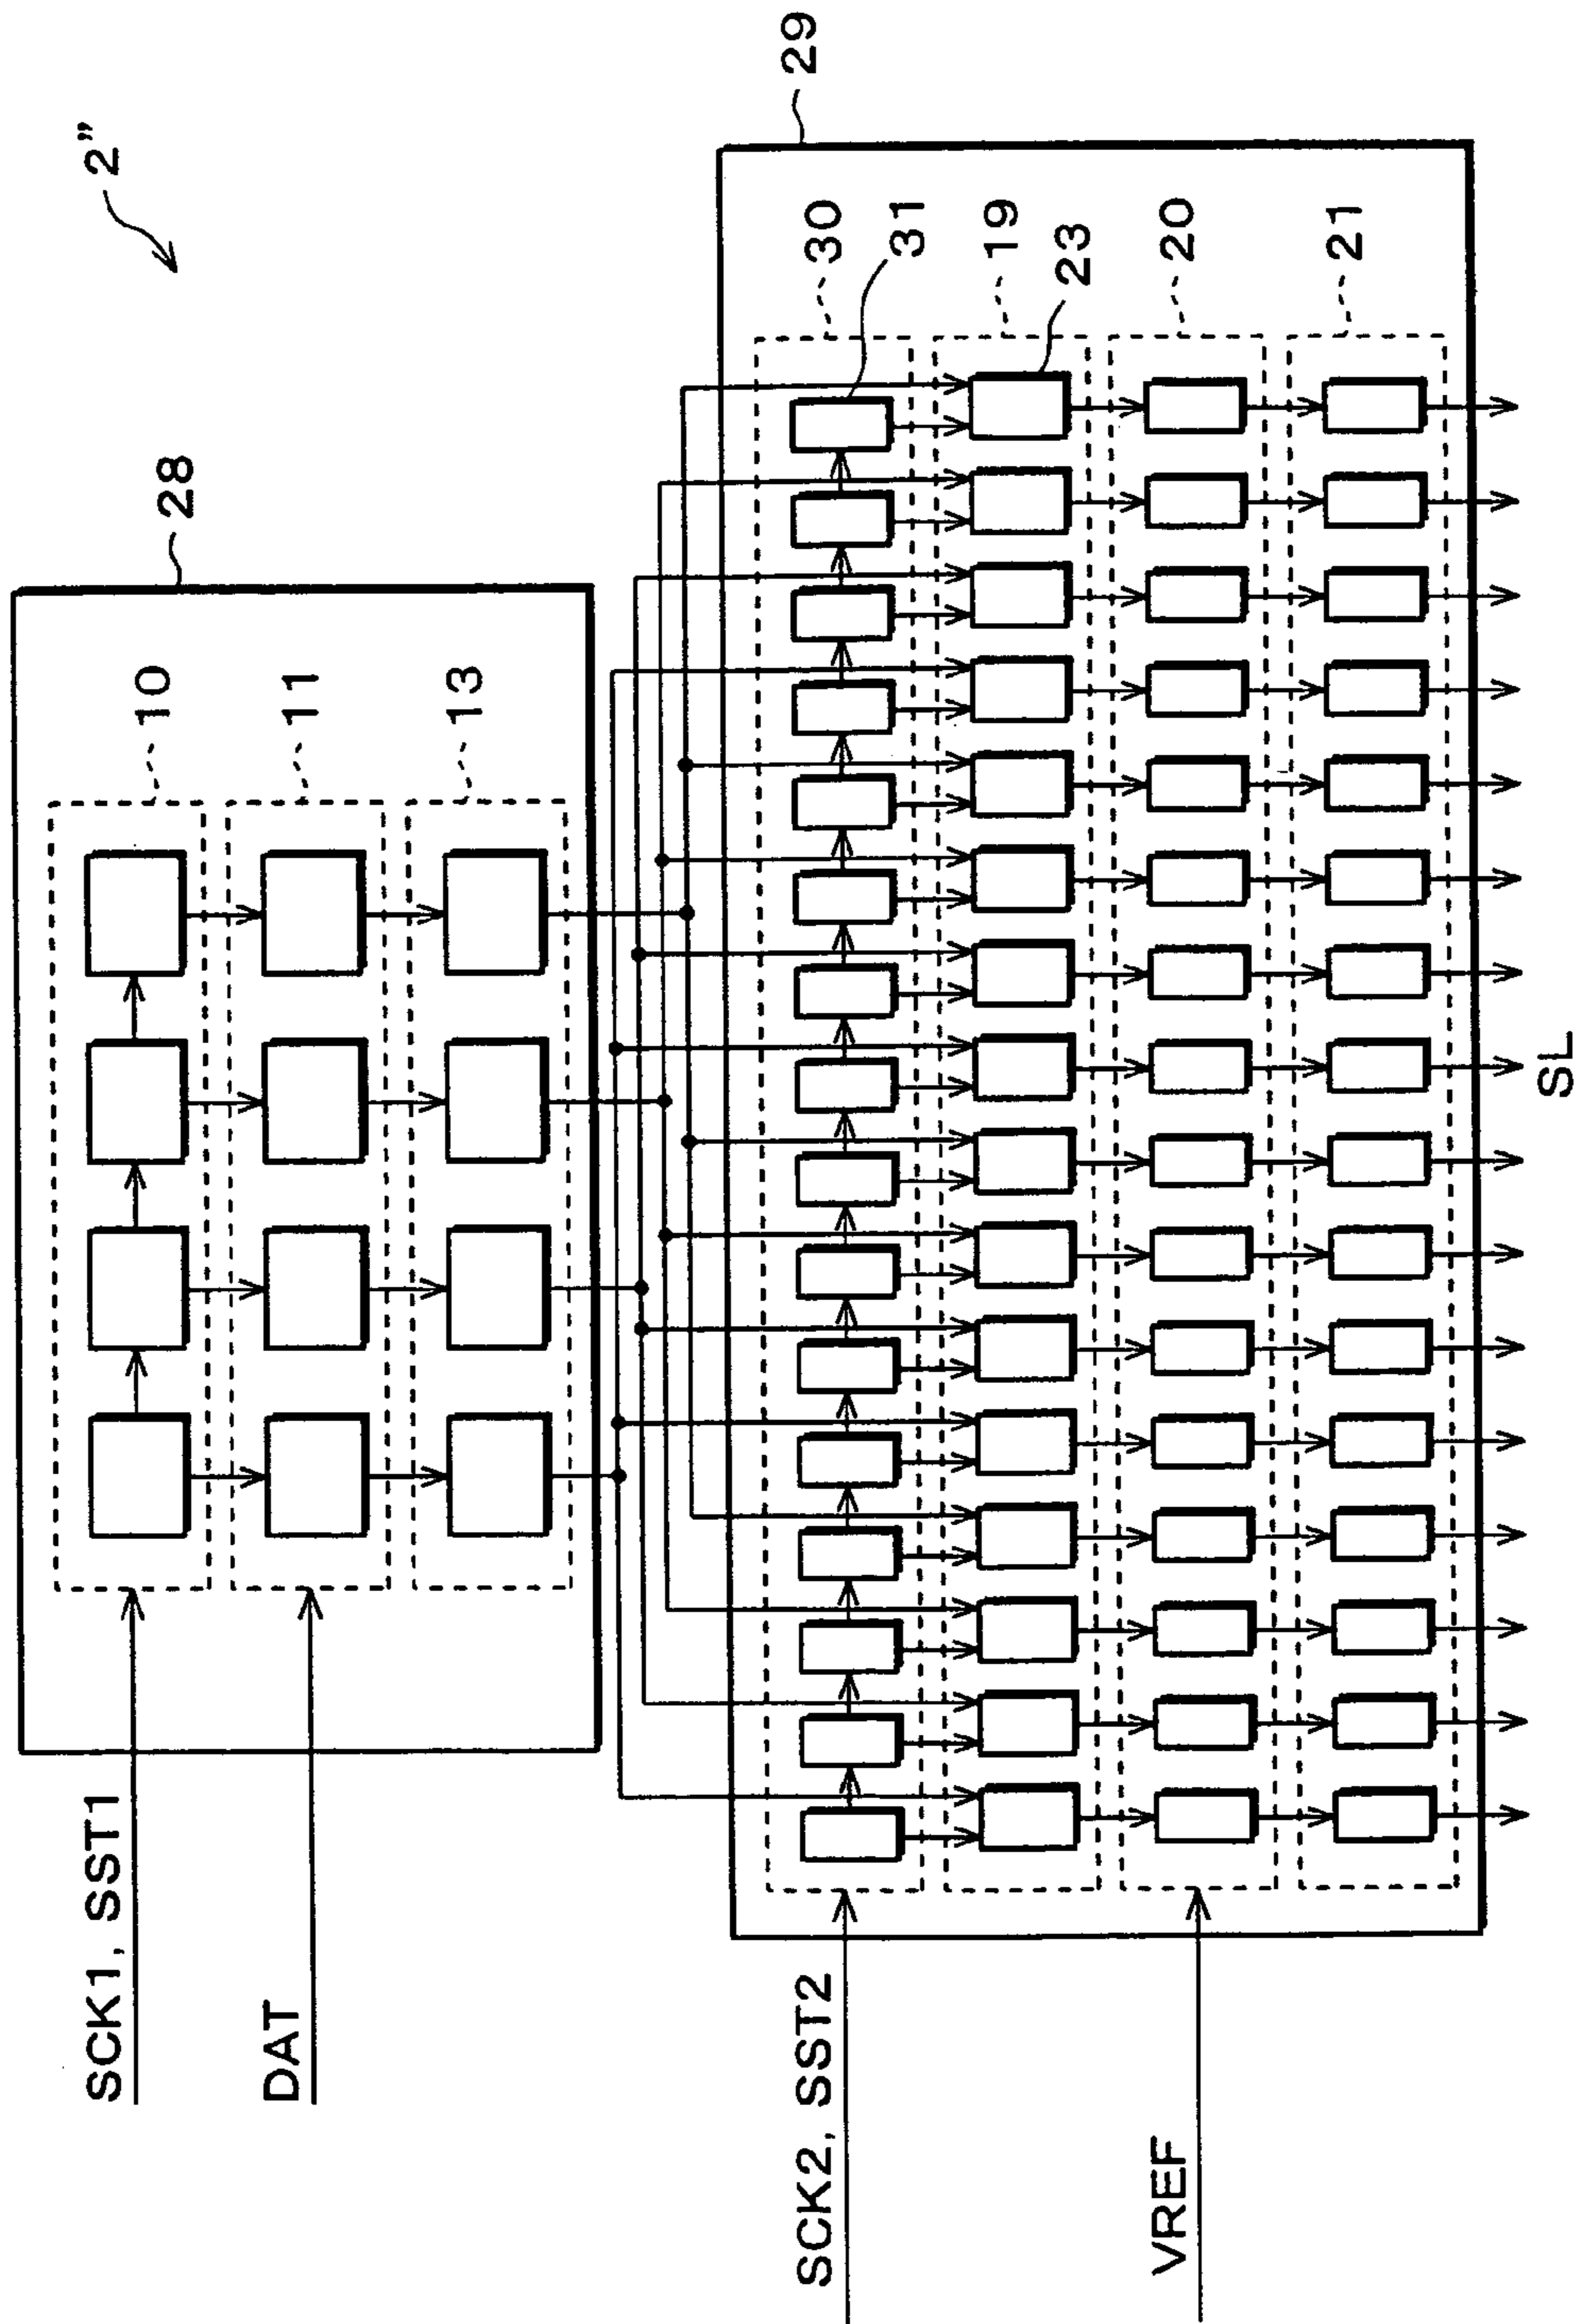 2”
28
10
11
13
SCK1, SST1
DAT
29
30
31
19
23
20
21
SCK2, SST2
VREF
SL